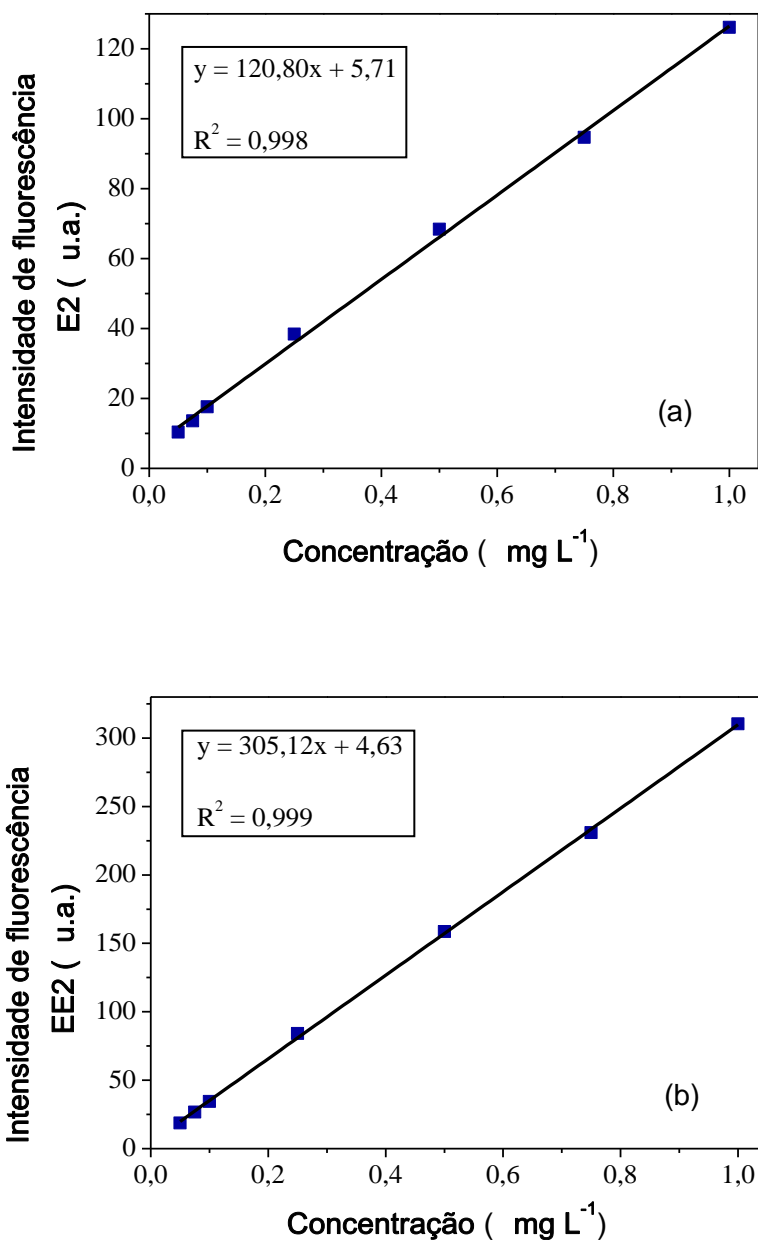 Intensidade de fluorescência
E2 ( u.a.)
120
100
80
60
40
20
0
y = 120,80x + 5,71
R² = 0,998
(a)
0,0 0,2 0,4 0,6 0,8 1,0
Concentração ( mg L⁻¹)
Intensidade de fluorescência
EE2 ( u.a.)
300
250
200
150
100
50
0
y = 305,12x + 4,63
R² = 0,999
(b)
0,0 0,2 0,4 0,6 0,8 1,0
Concentração ( mg L⁻¹)